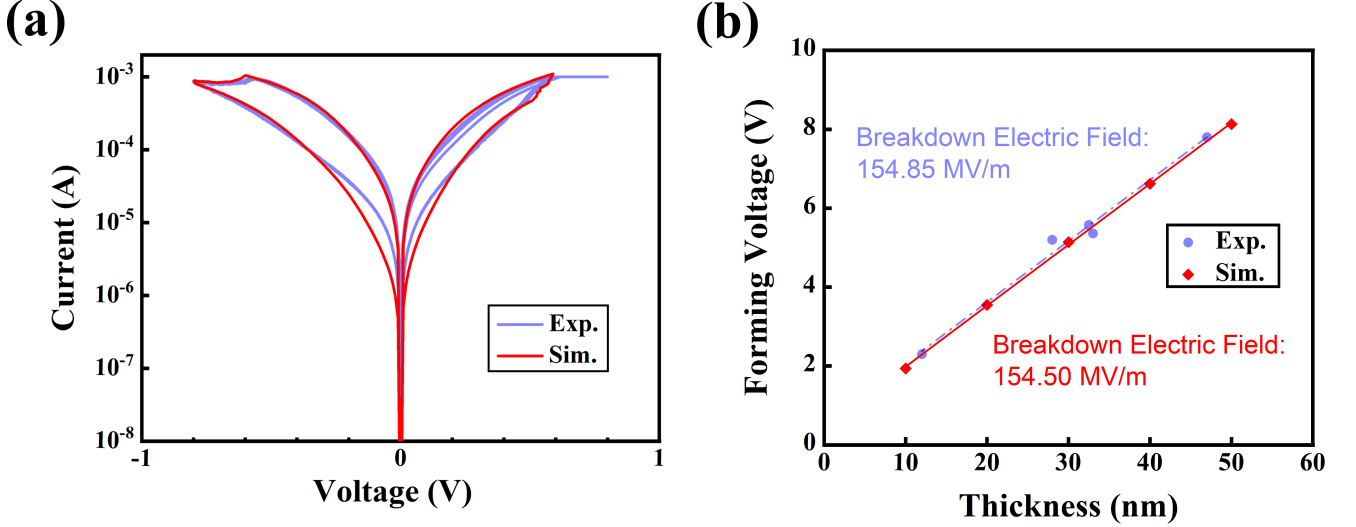 (a)
10-3
10-4
10-5
10-6
10-7
10-8
Current (A)
-1
0
1
Voltage (V)
Exp.
Sim.
(b)
10
8
6
4
2
0
Forming Voltage (V)
0
10
20
30
40
50
60
Thickness (nm)
Breakdown Electric Field:
154.85 MV/m
Exp.
Sim.
Breakdown Electric Field:
154.50 MV/m